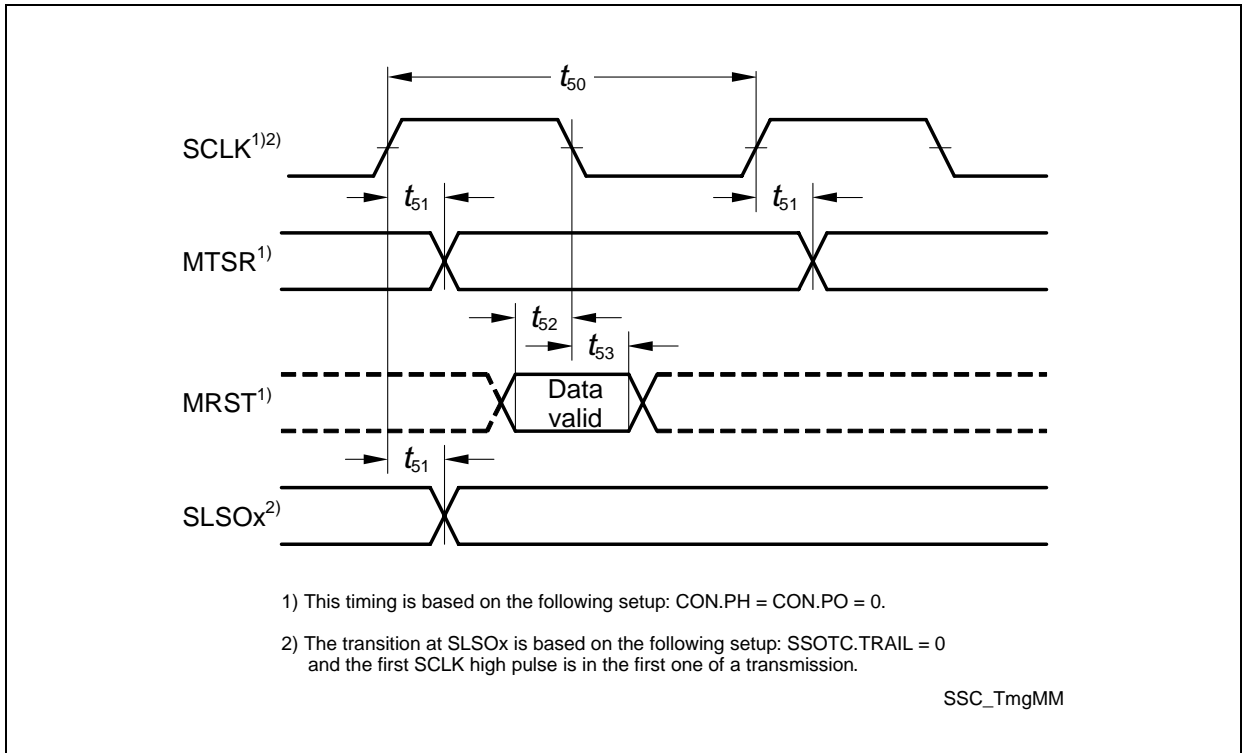 t50
SCLK1)2)
t51
t51
MTSR1)
t52
t53
MRST1)
Data
valid
t51
SLSOx2)
1) This timing is based on the following setup: CON.PH = CON.PO = 0.
2) The transition at SLSOx is based on the following setup: SSOTC.TRAIL = 0
and the first SCLK high pulse is in the first one of a transmission.
SSC_TmgMM